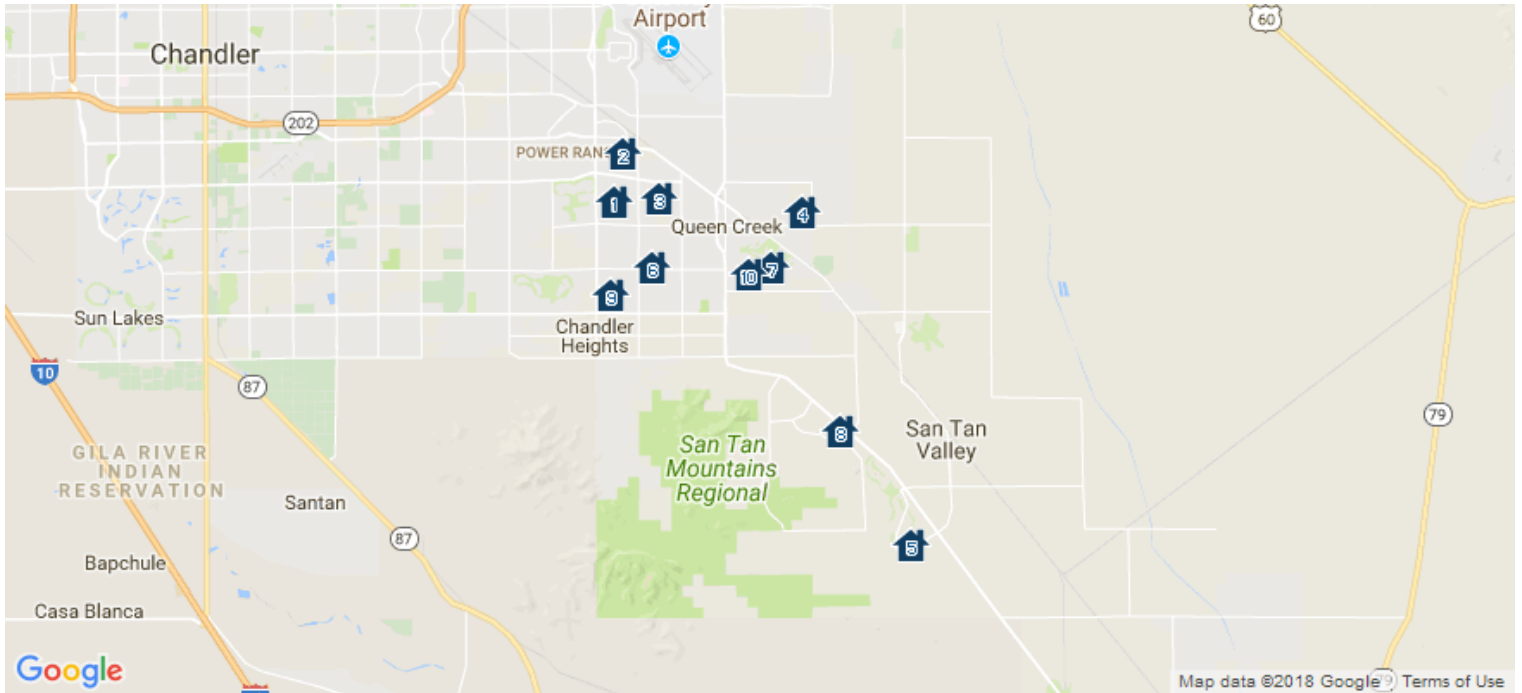 Airport
60
Chandler
202
POWER RAN
2
1
3
4
Queen Creek
6
10
7
9
Sun Lakes
Chandler
Heights
10
87
79
8
San Tan
Valley
San Tan
Mountains
Regional
GILA RIVER
INDIAN
RESERVATION
Santan
87
5
Bapchule
Casa Blanca
Google
Map data ©2018 Google
Terms of Use